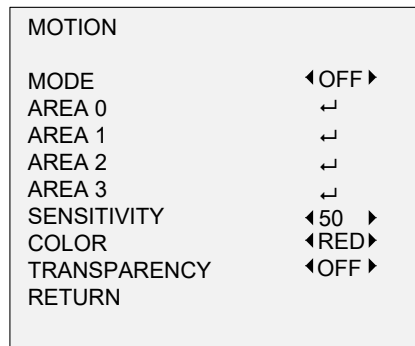 MOTION
MODE ◀OFF▶
AREA 0 ↵
AREA 1 ↵
AREA 2 ↵
AREA 3 ↵
SENSITIVITY ◀50 ▶
COLOR ◀RED▶
TRANSPARENCY ◀OFF▶
RETURN